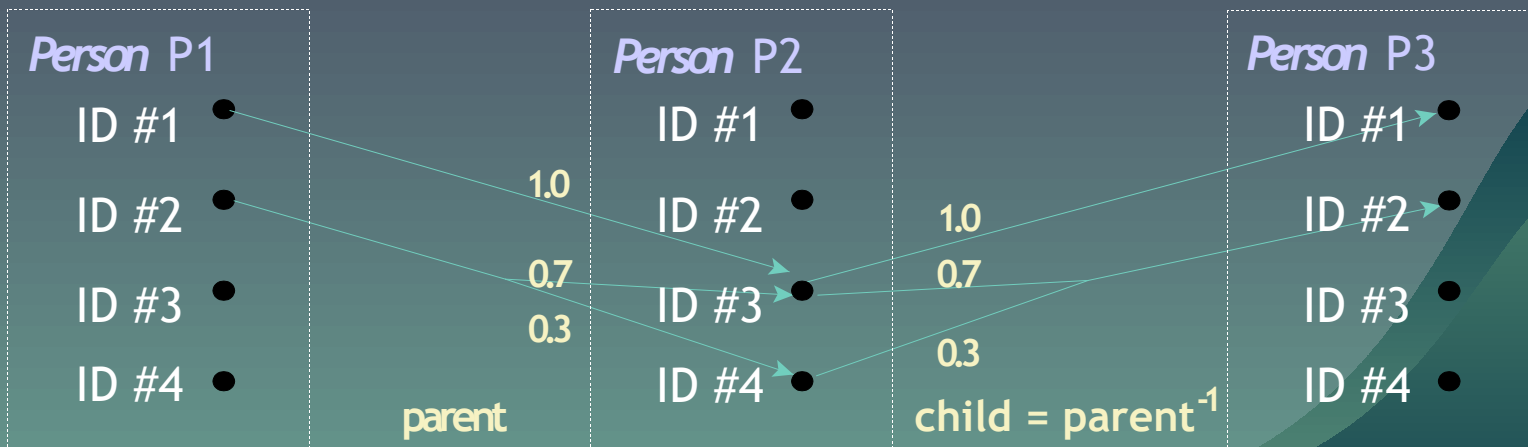 Person P1
ID #1
ID #2
ID #3
ID #4
1.0
0.7
0.3
parent
Person P2
ID #1
ID #2
ID #3
ID #4
1.0
0.7
0.3
child = parent⁻¹
Person P3
ID #1
ID #2
ID #3
ID #4